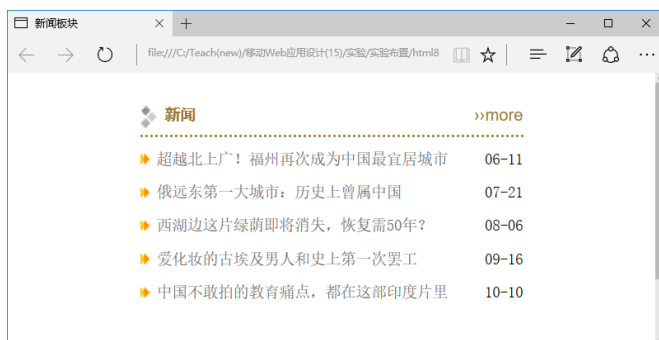 新闻板块
file:///C:/Teach(new)/移动Web应用设计(15)/实验/实验布置/html8
新闻 ››more
超越北上广！福州再次成为中国最宜居城市 06-11
俄远东第一大城市：历史上曾属中国 07-21
西湖边这片绿荫即将消失，恢复需50年？ 08-06
爱化妆的古埃及男人和史上第一次罢工 09-16
中国不敢拍的教育痛点，都在这部印度片里 10-10